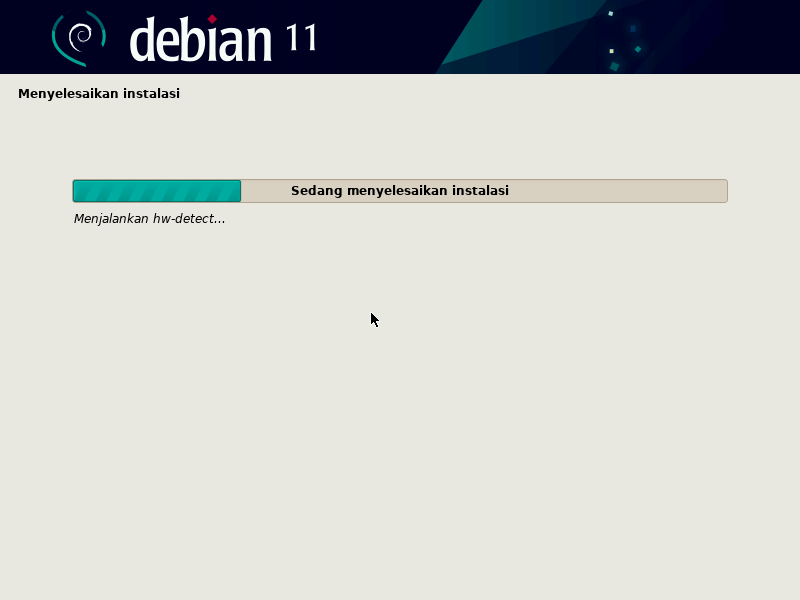 debian 11
Menyelesaikan instalasi
Sedang menyelesaikan instalasi
Menjalankan hw-detect...